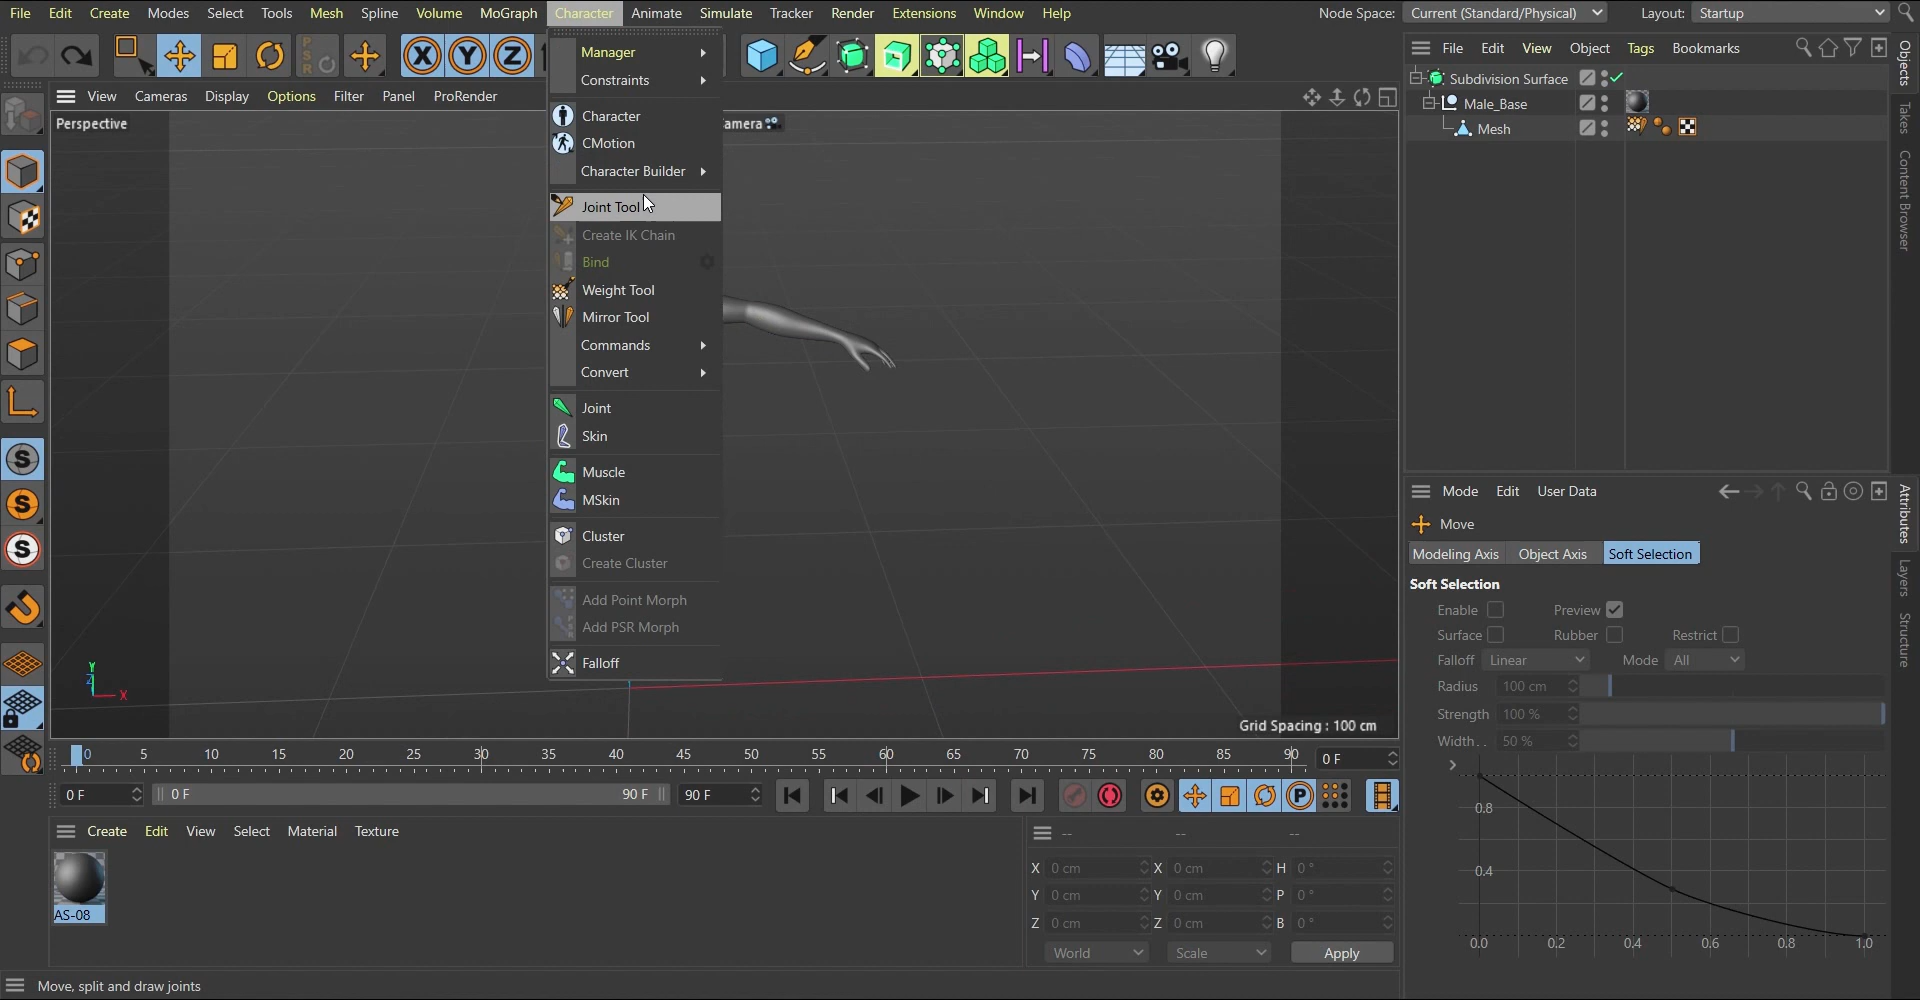 File Edit Create Modes Select Tools Mesh Spline Volume MoGraph Character Animate Simulate Tracker Render Extensions Window Help Node Space: Current (Standard/Physical) Layout: Startup
PSR X Y Z
File Edit View Object Tags Bookmarks
Subdivision Surface
Male_Base
Mesh
Objects
Takes
Content Browser
View Cameras Display Options Filter Panel ProRender
Perspective
amera
Manager
Constraints
Character
CMotion
Character Builder
Joint Tool
Create IK Chain
Bind
Weight Tool
Mirror Tool
Commands
Convert
Joint
Skin
Muscle
MSkin
Cluster
Create Cluster
Add Point Morph
Add PSR Morph
Falloff
S
S
S
Y
Z
X
Grid Spacing : 100 cm
Mode Edit User Data
Move
Modeling Axis Object Axis Soft Selection
Soft Selection
Enable Preview
Surface Rubber Restrict
Falloff Linear Mode All
Radius 100 cm
Strength 100 %
Width.. 50 %
0.8
0.4
0.0 0.2 0.4 0.6 0.8 1.0
Attributes
Layers
Structure
0 5 10 15 20 25 30 35 40 45 50 55 60 65 70 75 80 85 90 0 F
0 F 0 F 90 F 90 F P
Create Edit View Select Material Texture
AS-08
-- -- --
X 0 cm X 0 cm H 0 °
Y 0 cm Y 0 cm P 0 °
Z 0 cm Z 0 cm B 0 °
World Scale Apply
Move, split and draw joints